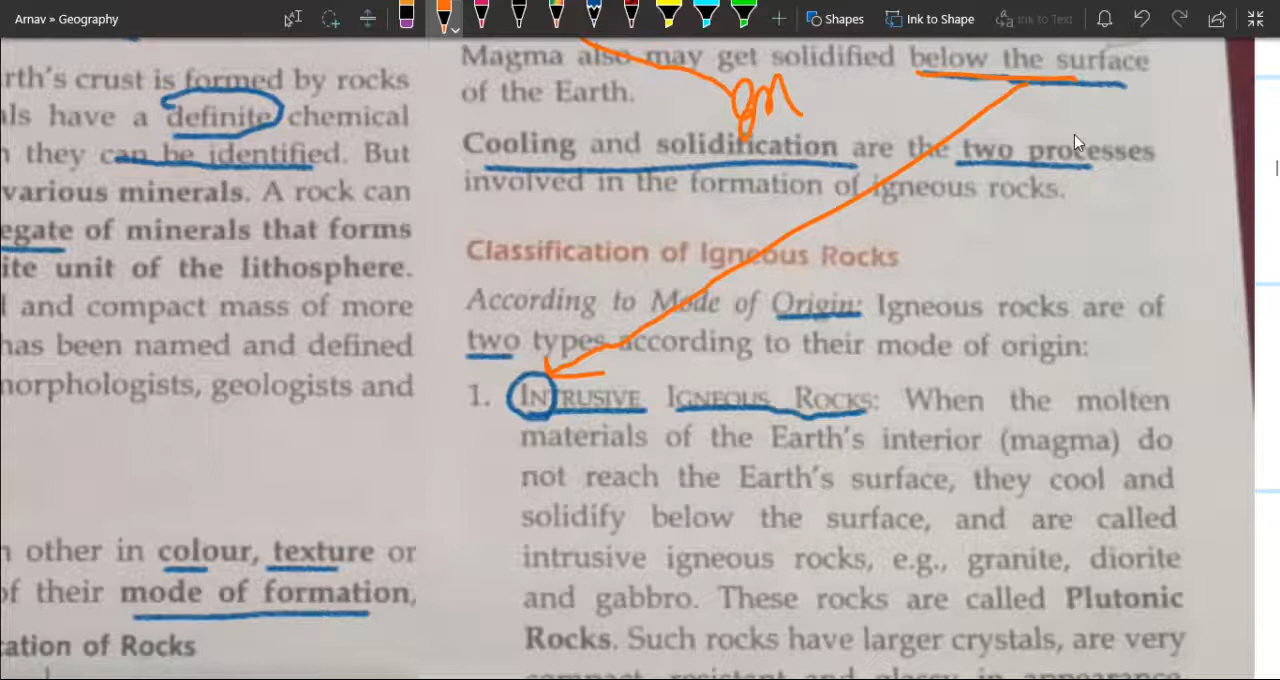 Arnav » Geography
Shapes
Ink to Shape
Ink to Text
rth's crust is formed by rocks
als have a definite chemical
n they can be identified. But
various minerals. A rock can
egate of minerals that forms
ite unit of the lithosphere.
l and compact mass of more
has been named and defined
norphologists, geologists and
n other in colour, texture or
of their mode of formation,
ation of Rocks
Magma also may get solidified below the surface
of the Earth.
Cooling and solidification are the two processes
involved in the formation of igneous rocks.
Classification of Igneous Rocks
According to Mode of Origin: Igneous rocks are of
two types according to their mode of origin:
1. INTRUSIVE IGNEOUS ROCKS: When the molten
materials of the Earth's interior (magma) do
not reach the Earth's surface, they cool and
solidify below the surface, and are called
intrusive igneous rocks, e.g., granite, diorite
and gabbro. These rocks are called Plutonic
Rocks. Such rocks have larger crystals, are very
compact, resistant and glassy in appearance